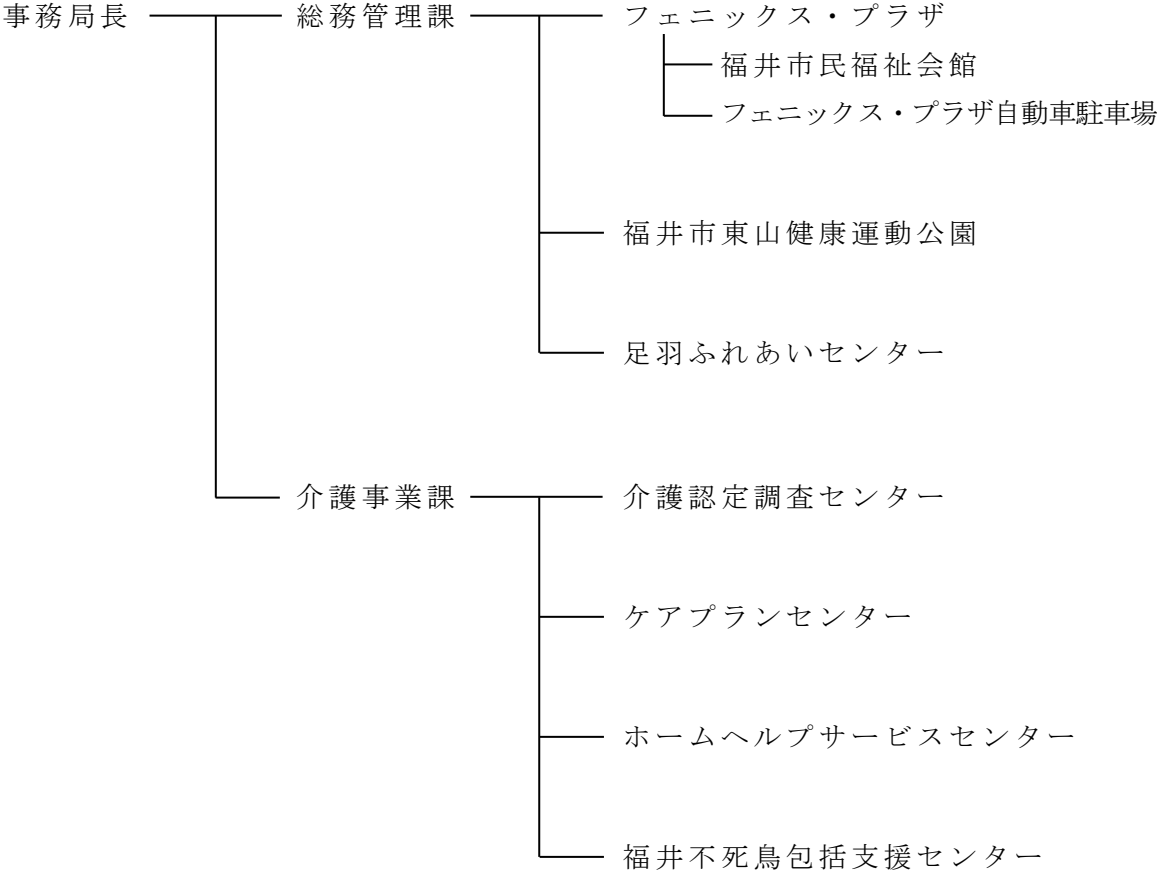 事務局長 総務管理課 フェニックス・プラザ
福井市民福祉会館
フェニックス・プラザ自動車駐車場
福井市東山健康運動公園
足羽ふれあいセンター
介護事業課 介護認定調査センター
ケアプランセンター
ホームヘルプサービスセンター
福井不死鳥包括支援センター